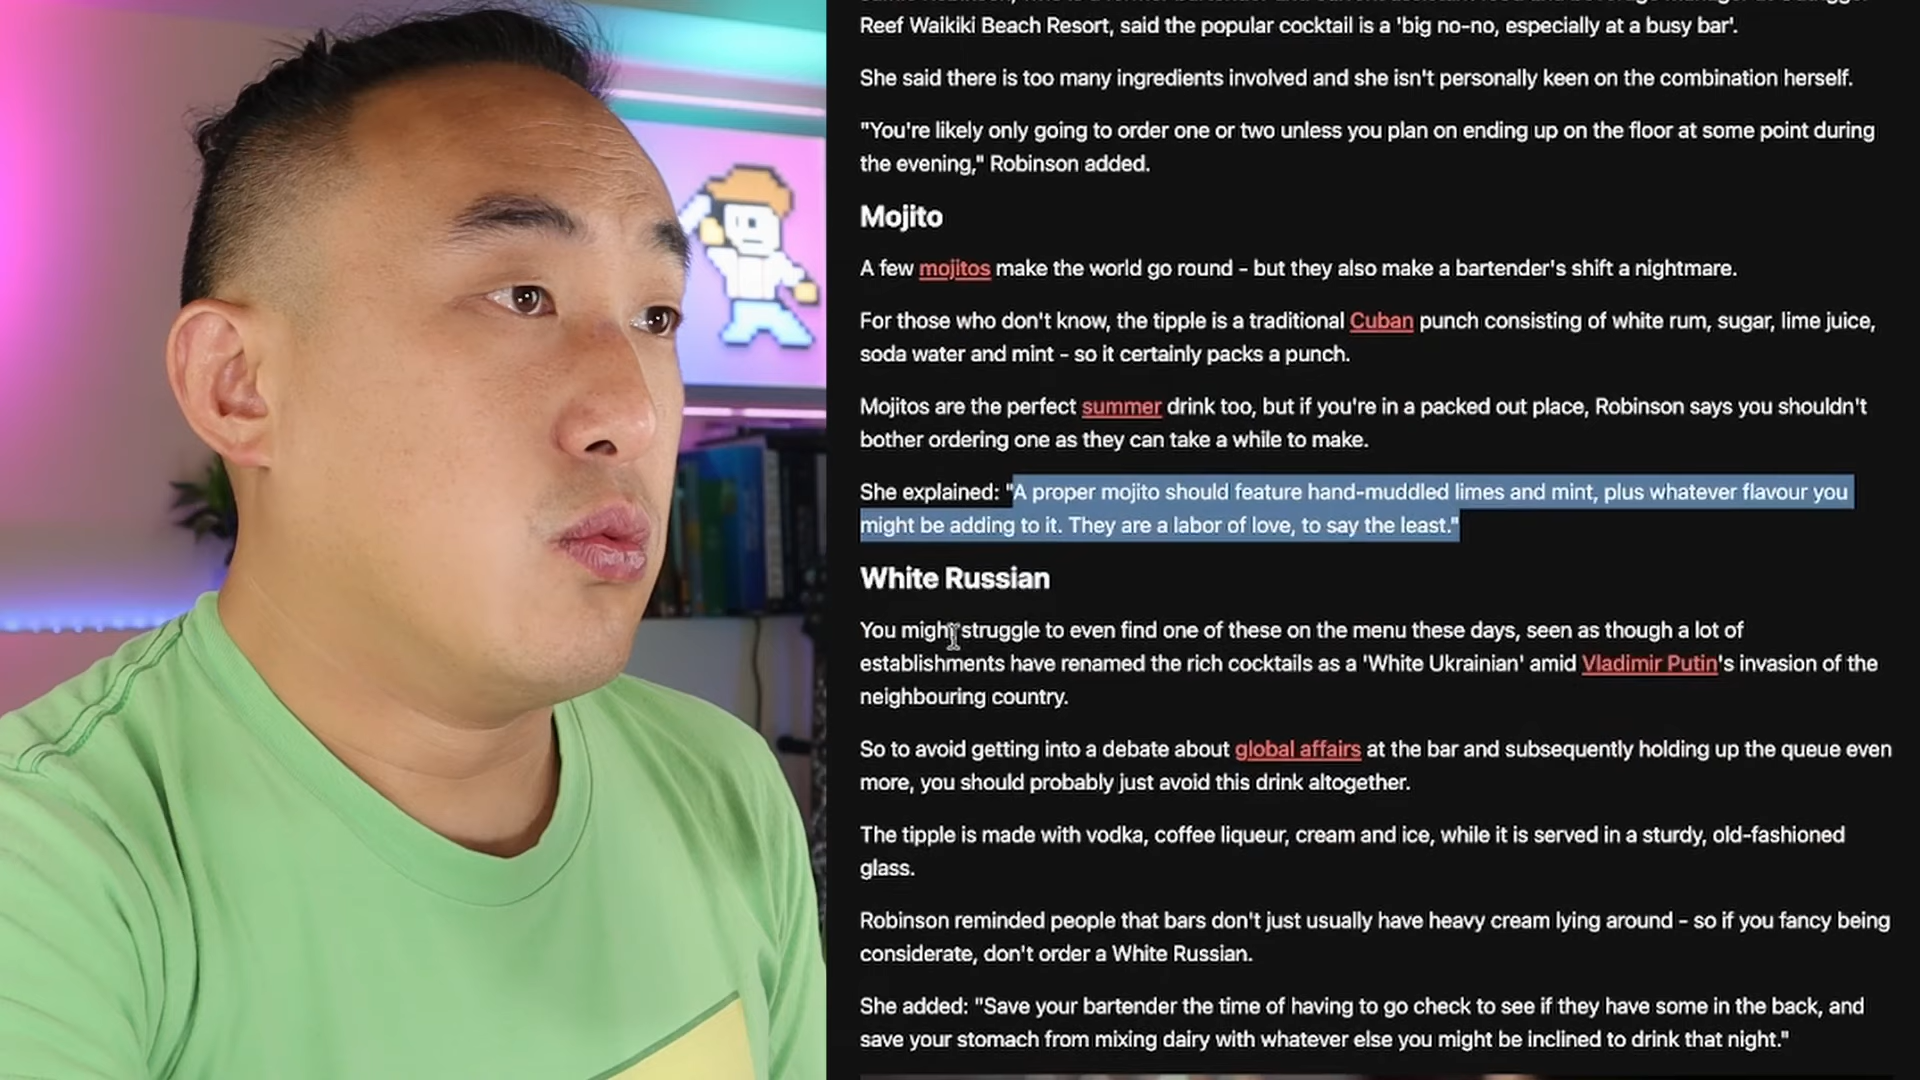 Reef Waikiki Beach Resort, said the popular cocktail is a 'big no-no, especially at a busy bar'.
She said there is too many ingredients involved and she isn't personally keen on the combination herself.
"You're likely only going to order one or two unless you plan on ending up on the floor at some point during
the evening," Robinson added.
Mojito
A few mojitos make the world go round - but they also make a bartender's shift a nightmare.
For those who don't know, the tipple is a traditional Cuban punch consisting of white rum, sugar, lime juice,
soda water and mint - so it certainly packs a punch.
Mojitos are the perfect summer drink too, but if you're in a packed out place, Robinson says you shouldn't
bother ordering one as they can take a while to make.
She explained: "A proper mojito should feature hand-muddled limes and mint, plus whatever flavour you
might be adding to it. They are a labor of love, to say the least."
White Russian
You might struggle to even find one of these on the menu these days, seen as though a lot of
establishments have renamed the rich cocktails as a 'White Ukrainian' amid Vladimir Putin's invasion of the
neighbouring country.
So to avoid getting into a debate about global affairs at the bar and subsequently holding up the queue even
more, you should probably just avoid this drink altogether.
The tipple is made with vodka, coffee liqueur, cream and ice, while it is served in a sturdy, old-fashioned
glass.
Robinson reminded people that bars don't just usually have heavy cream lying around - so if you fancy being
considerate, don't order a White Russian.
She added: "Save your bartender the time of having to go check to see if they have some in the back, and
save your stomach from mixing dairy with whatever else you might be inclined to drink that night."